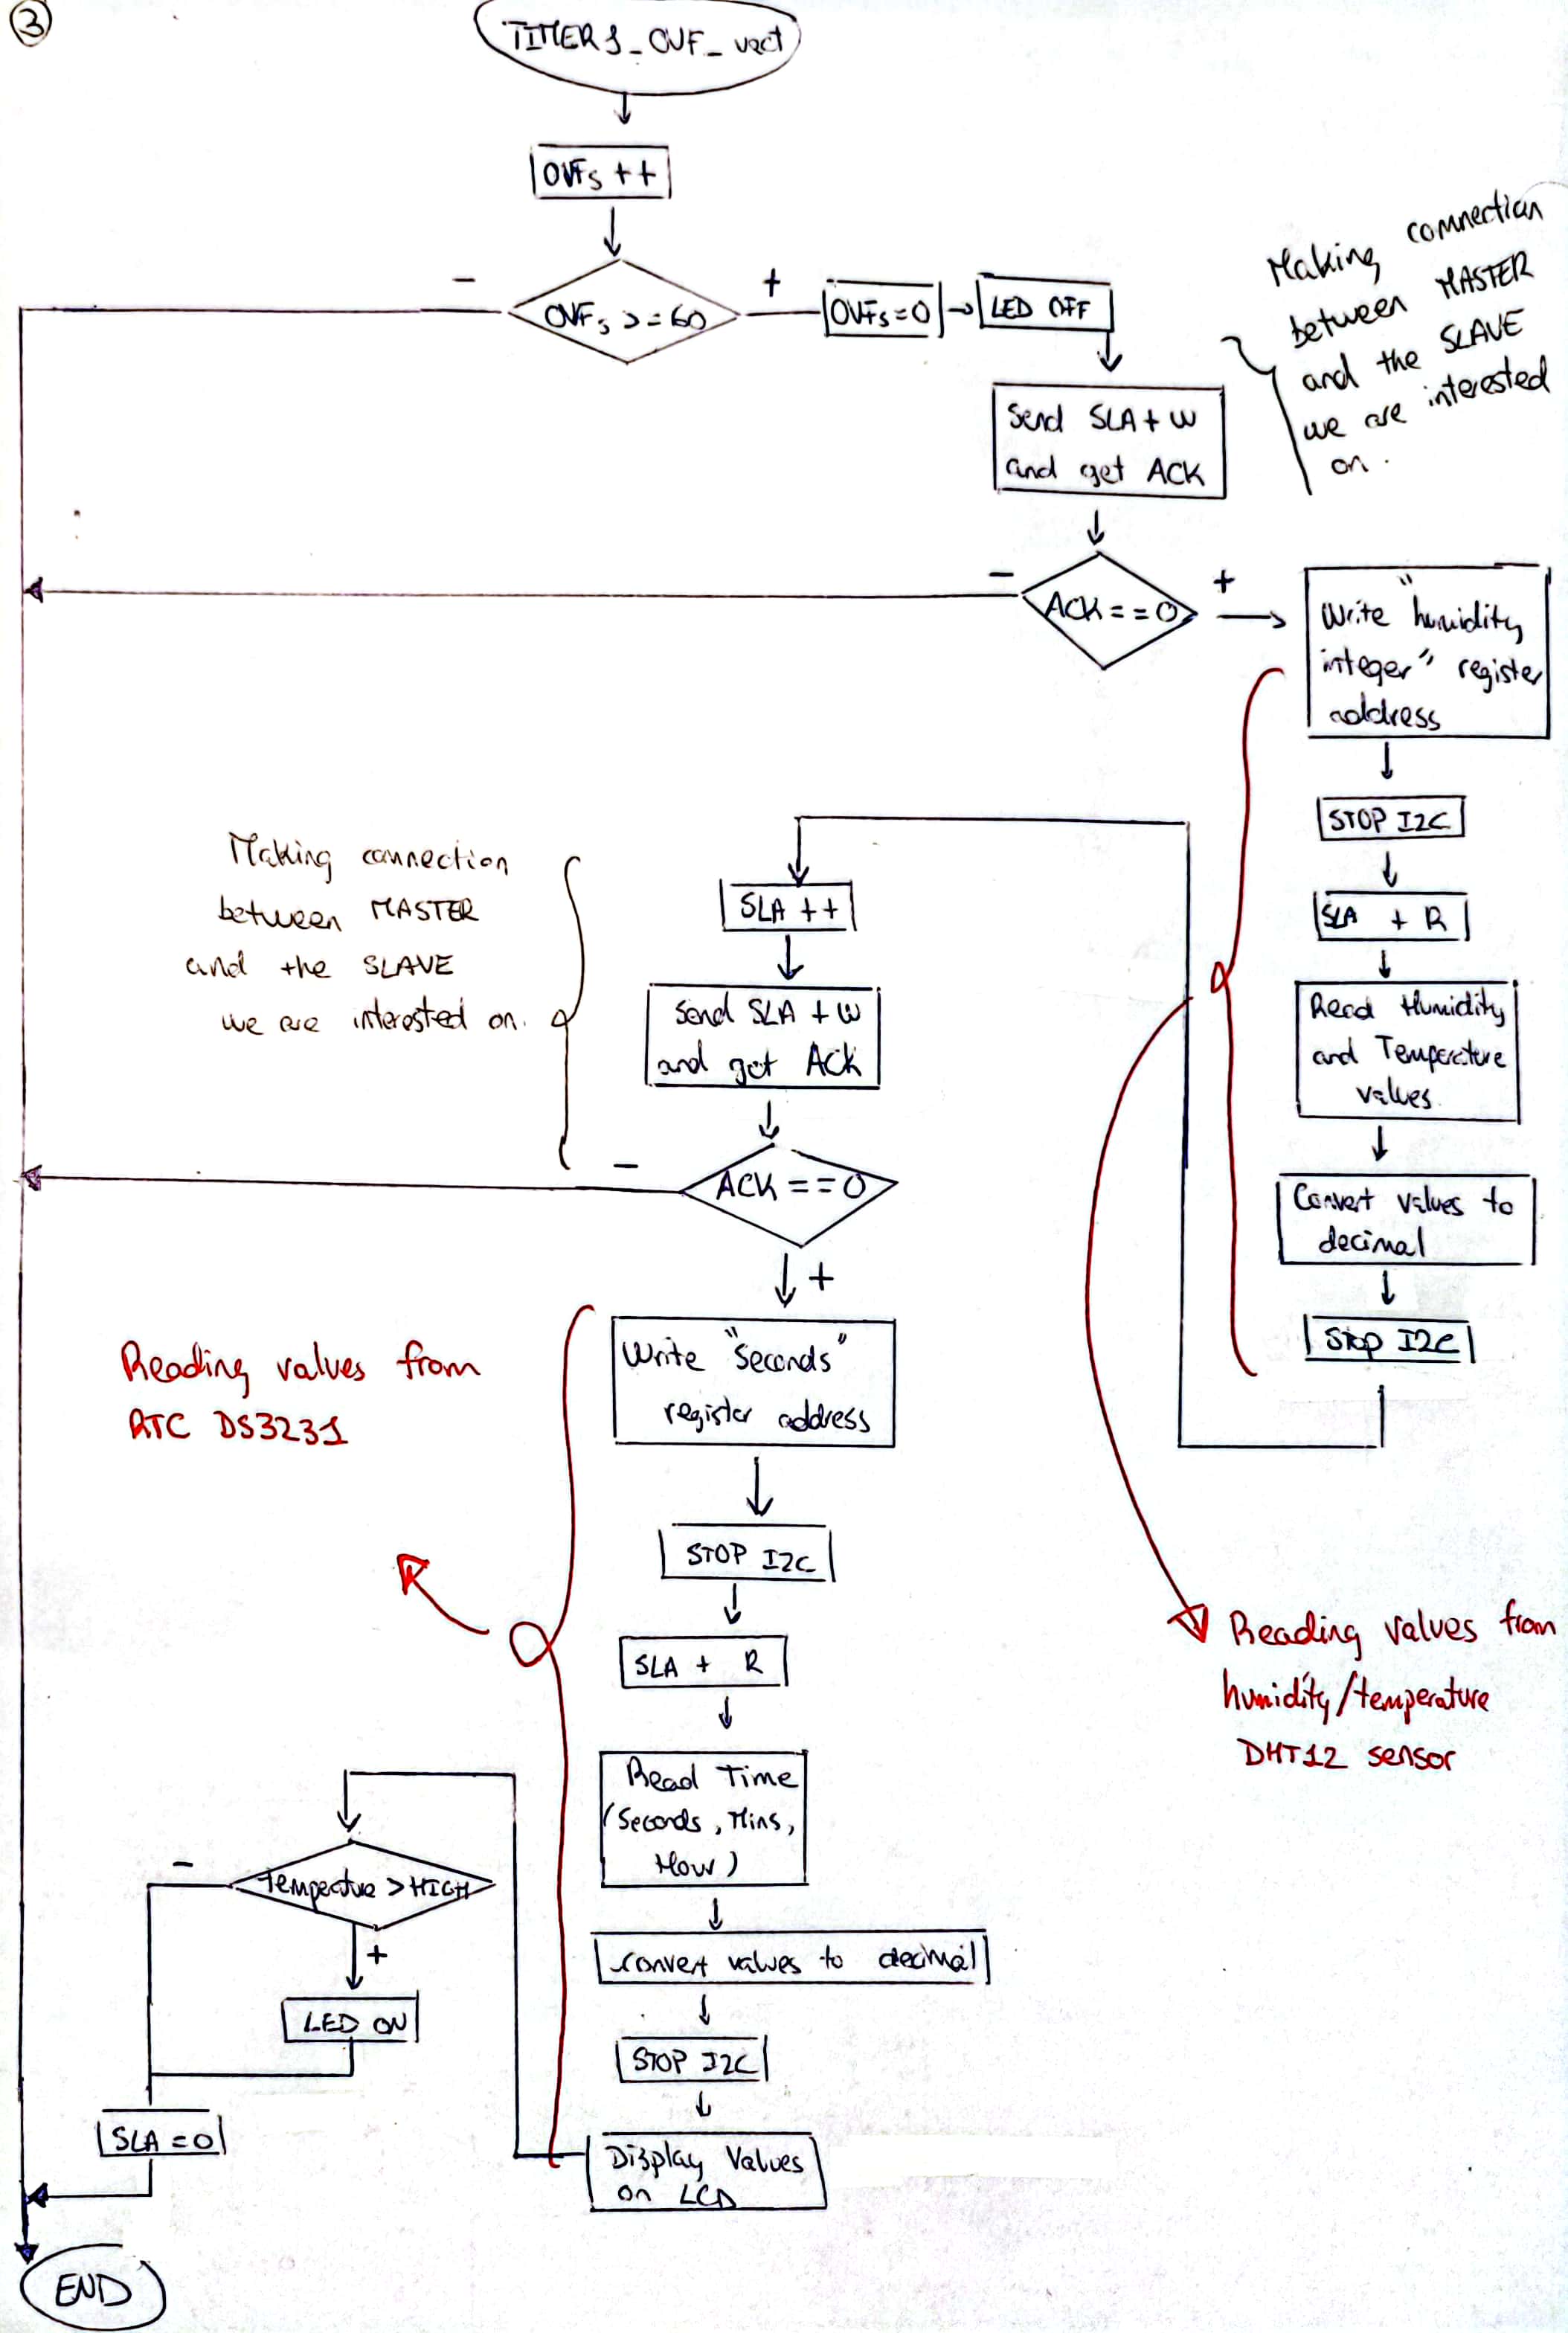 3
TIMER1_OVF_vect
OVFs ++
-
OVFs >= 60
+
OVFs=0
LED OFF
Making connection
between MASTER
and the SLAVE
we are interested
on.
Send SLA + W
and get ACK
-
ACK == 0
+
Write "humidity
integer" register
address
STOP I2C
SLA + R
Read Humidity
and Temperature
values.
Convert values to
decimal
Stop I2C
Reading values from
humidity/temperature
DHT12 sensor
SLA ++
Making connection
between MASTER
and the SLAVE
we are interested on.
Send SLA + W
and get ACK
-
ACK == 0
+
Write "Seconds"
register address
Reading values from
RTC DS3231
STOP I2C
SLA + R
Read Time
(Seconds, Mins,
Hour)
Convert values to decimal
STOP I2C
Display Values
on LCD
-
Temperature > HIGH
+
LED ON
SLA = 0
END